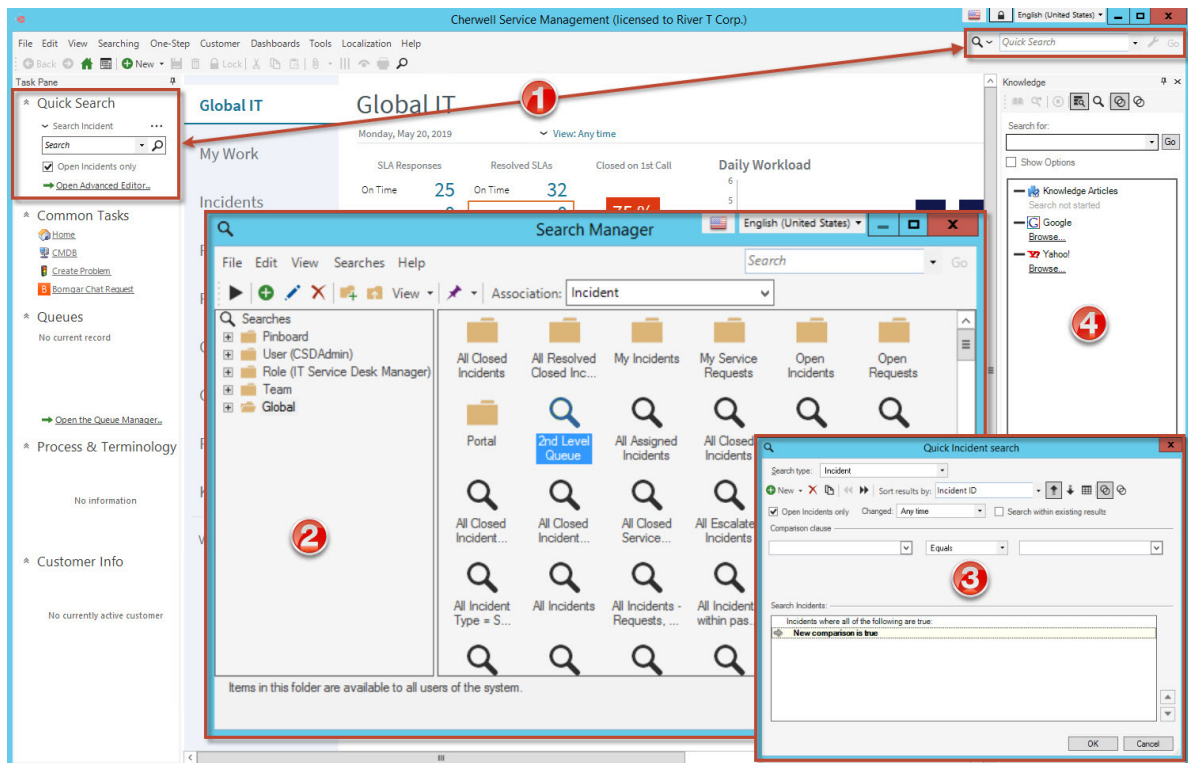 Cherwell Service Management (licensed to River T Corp.)
English (United States)
File Edit View Searching One-Step Customer Dashboards Tools Localization Help
Quick Search
Go
Back
New
Lock
Task Pane
Quick Search
Search Incident
Search
Open Incidents only
Open Advanced Editor...
Common Tasks
Home
CMDB
Create Problem
Bomgar Chat Request
Queues
No current record
Open the Queue Manager...
Process & Terminology
No information
Customer Info
No currently active customer
Global IT
My Work
Incidents
Global IT
Monday, May 20, 2019
View: Any time
SLA Responses
Resolved SLAs
Closed on 1st Call
Daily Workload
On Time 25
On Time 32
75 %
6
5
1
Knowledge
Search for:
Go
Show Options
Knowledge Articles
Search not started
Google
Browse...
Yahoo!
Browse...
4
Search Manager
English (United States)
File Edit View Searches Help
Search
Go
View
Association: Incident
Searches
Pinboard
User (CSDAdmin)
Role (IT Service Desk Manager)
Team
Global
2
All Closed Incidents
All Resolved Closed Inc...
My Incidents
My Service Requests
Open Incidents
Open Requests
Portal
2nd Level Queue
All Assigned Incidents
All Closed Incidents
All Closed Incident...
All Closed Incident...
All Closed Service...
All Escalate
Incidents
All Incident Type = S...
All Incidents
All Incidents - Requests, ...
All Incident
within pas..
Items in this folder are available to all users of the system.
Quick Incident search
Search type: Incident
New
Sort results by: Incident ID
Open Incidents only
Changed: Any time
Search within existing results
Comparison clause
Equals
3
Search Incidents:
Incidents where all of the following are true:
New comparison is true
OK
Cancel